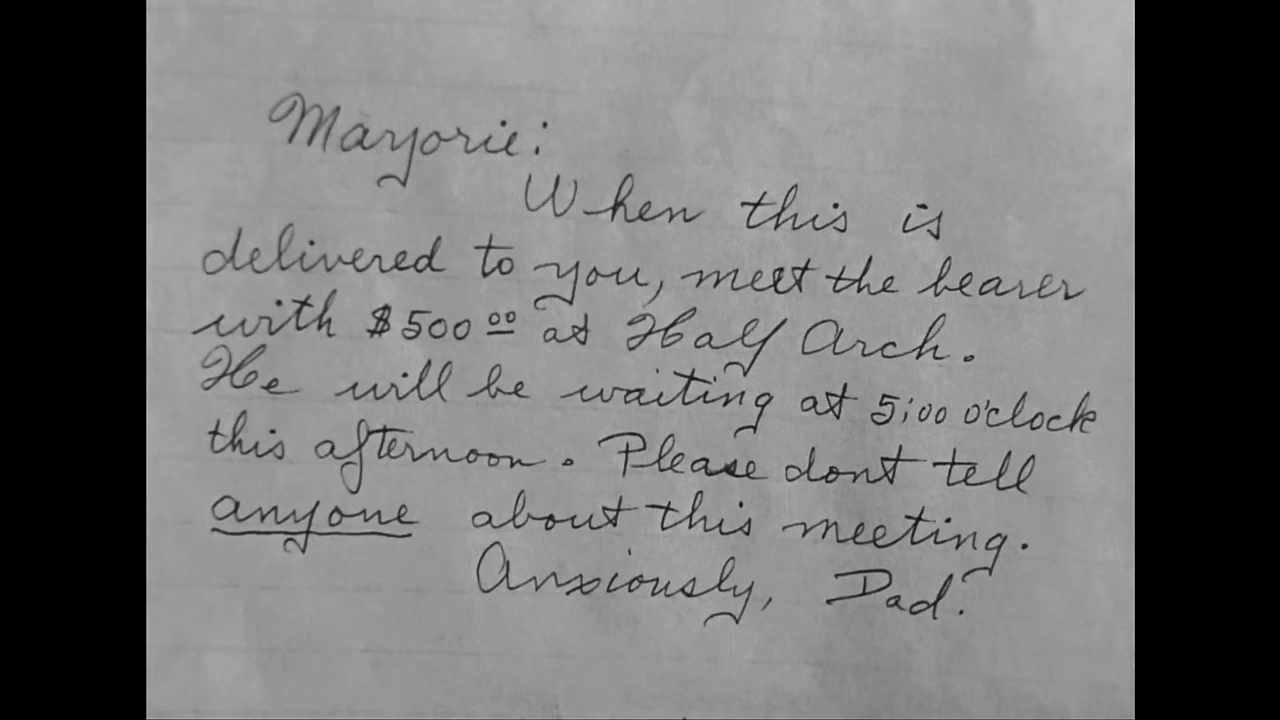 Marjorie:
When this is
delivered to you, meet the bearer
with $500.00 at Half Arch.
He will be waiting at 5:00 o'clock
this afternoon. Please dont tell
anyone about this meeting.
Anxiously, Dad.